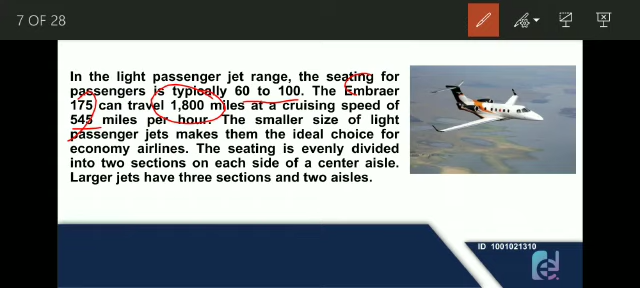 7 OF 28
In the light passenger jet range, the seating for
passengers is typically 60 to 100. The Embraer
175 can travel 1,800 miles at a cruising speed of
545 miles per hour. The smaller size of light
passenger jets makes them the ideal choice for
economy airlines. The seating is evenly divided
into two sections on each side of a center aisle.
Larger jets have three sections and two aisles.
ID 1001021310